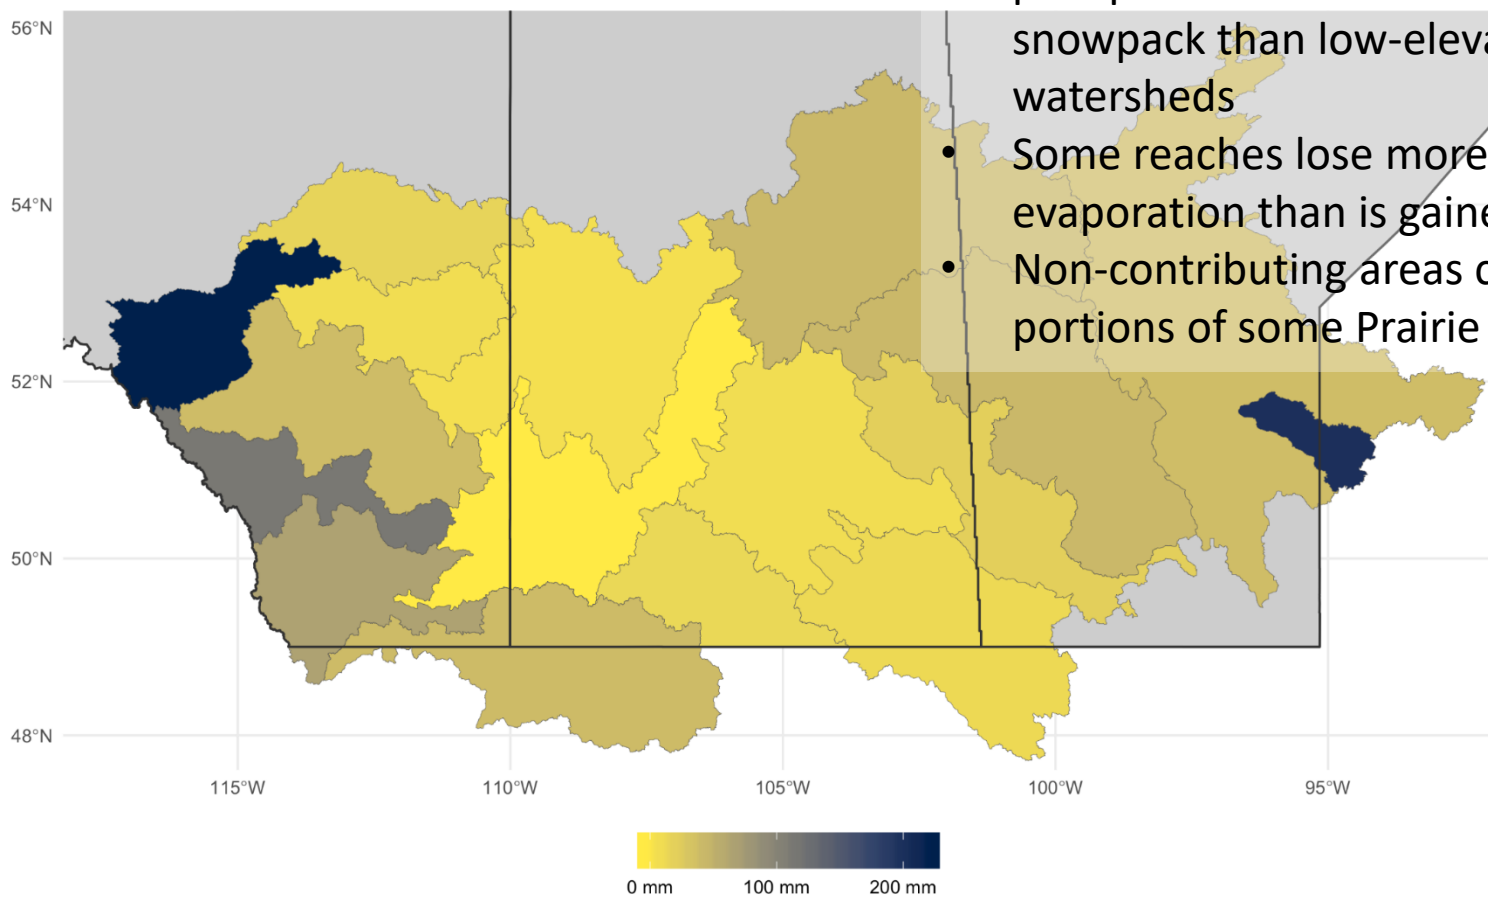 56°N
54°N
52°N
50°N
48°N
snowpack than low-eleva
watersheds
• Some reaches lose more
evaporation than is gaine
• Non-contributing areas c
portions of some Prairie
115°W 110°W 105°W 100°W 95°W
0 mm 100 mm 200 mm